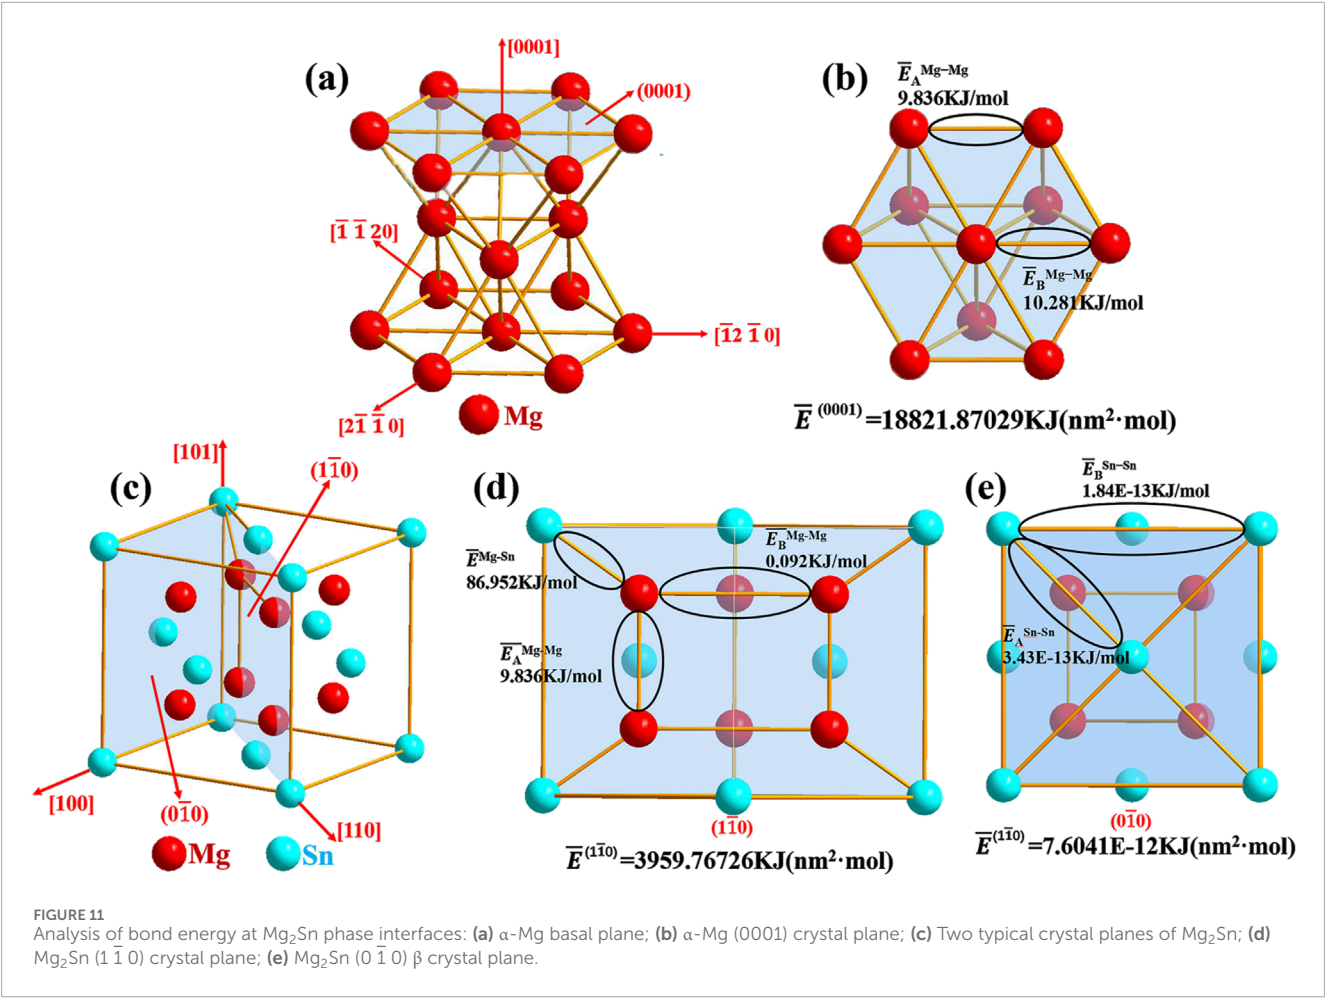 (a)
[0001]
(0001)
[1̅ 1̅ 20]
[1̅2 1̅ 0]
[21̅ 1̅ 0]
Mg
(b)
E̅_A^Mg–Mg
9.836KJ/mol
E̅_B^Mg–Mg
10.281KJ/mol
E̅ ^(0001)=18821.87029KJ(nm²·mol)
(c)
[101]
(11̅0)
[100]
(01̅0)
[110]
Mg
Sn
(d)
E̅^Mg-Sn
86.952KJ/mol
E̅_B^Mg-Mg
0.092KJ/mol
E̅_A^Mg-Mg
9.836KJ/mol
(11̅0)
E̅^(11̅0)=3959.76726KJ(nm²·mol)
(e)
E̅_B^Sn–Sn
1.84E-13KJ/mol
E̅_A^Sn-Sn
3.43E-13KJ/mol
(01̅0)
E̅^(11̅0)=7.6041E-12KJ(nm²·mol)
FIGURE 11
Analysis of bond energy at Mg₂Sn phase interfaces: (a) α-Mg basal plane; (b) α-Mg (0001) crystal plane; (c) Two typical crystal planes of Mg₂Sn; (d)
Mg₂Sn (1 1̅ 0) crystal plane; (e) Mg₂Sn (0 1̅ 0) β crystal plane.